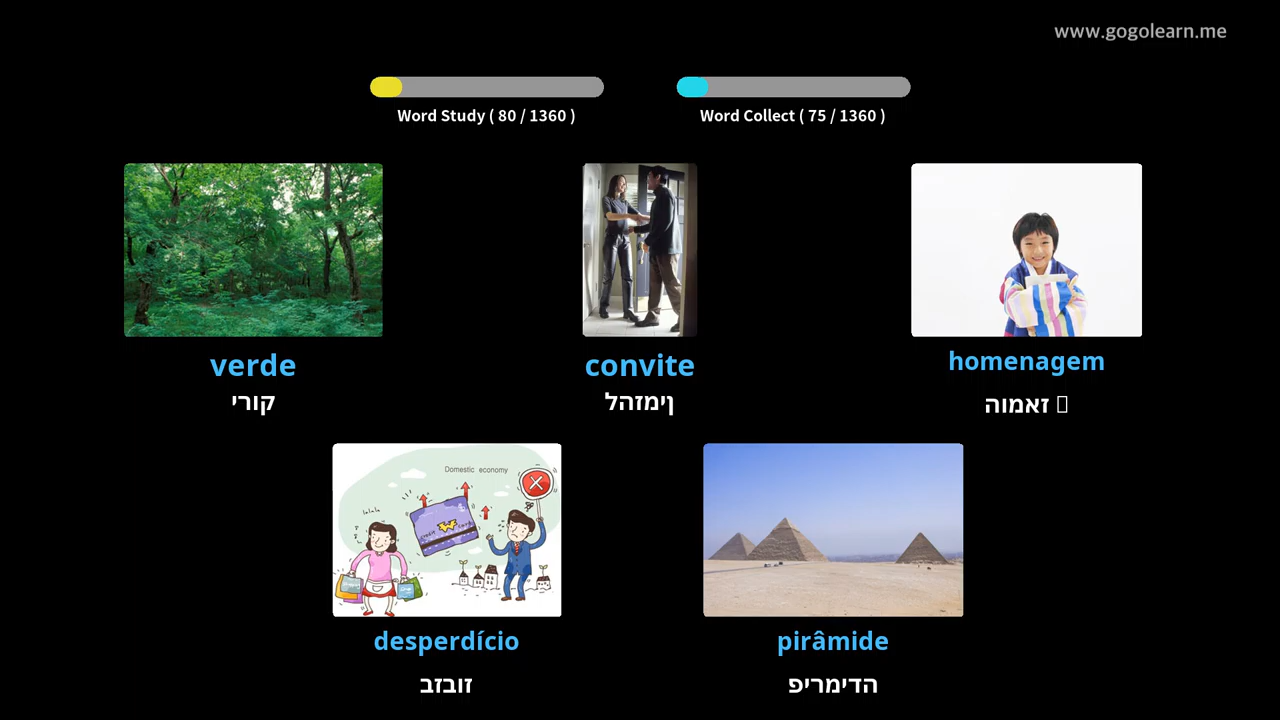 www.gogolearn.me
Word Study ( 80 / 1360 )
Word Collect ( 75 / 1360 )
verde
קורי
convite
ןימזהל
homenagem
זאמוה
Domestic economy
lalala
desperdício
זובזב
pirâmide
הדימריפ